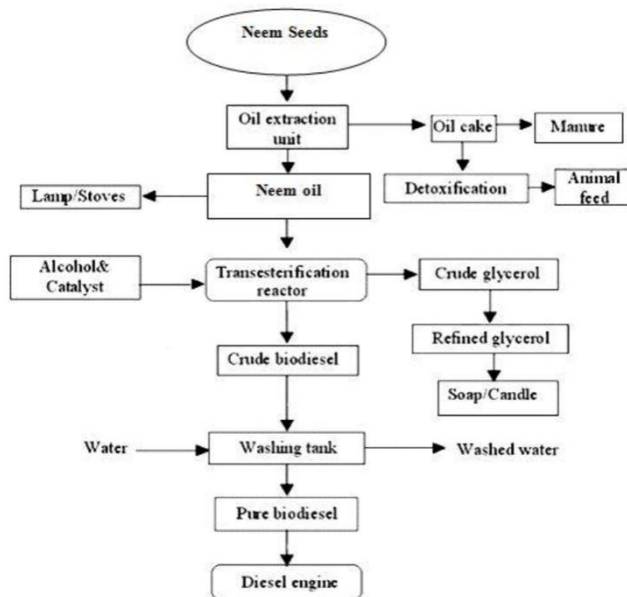 Neem Seeds
Oil extraction
unit
Oil cake
Manure
Lamp/Stoves
Neem oil
Detoxification
Animal
feed
Alcohol&
Catalyst
Transesterification
reactor
Crude glycerol
Refined glycerol
Crude biodiesel
Soap/Candle
Water
Washing tank
Washed water
Pure biodiesel
Diesel engine